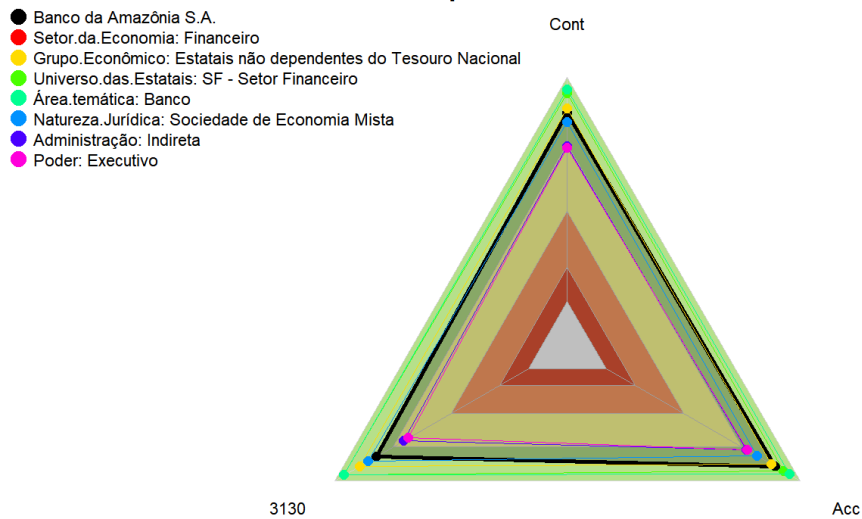 Banco da Amazônia S.A.
Setor.da.Economia: Financeiro
Grupo.Econômico: Estatais não dependentes do Tesouro Nacional
Universo.das.Estatais: SF - Setor Financeiro
Área.temática: Banco
Natureza.Jurídica: Sociedade de Economia Mista
Administração: Indireta
Poder: Executivo
Cont
3130
Acc